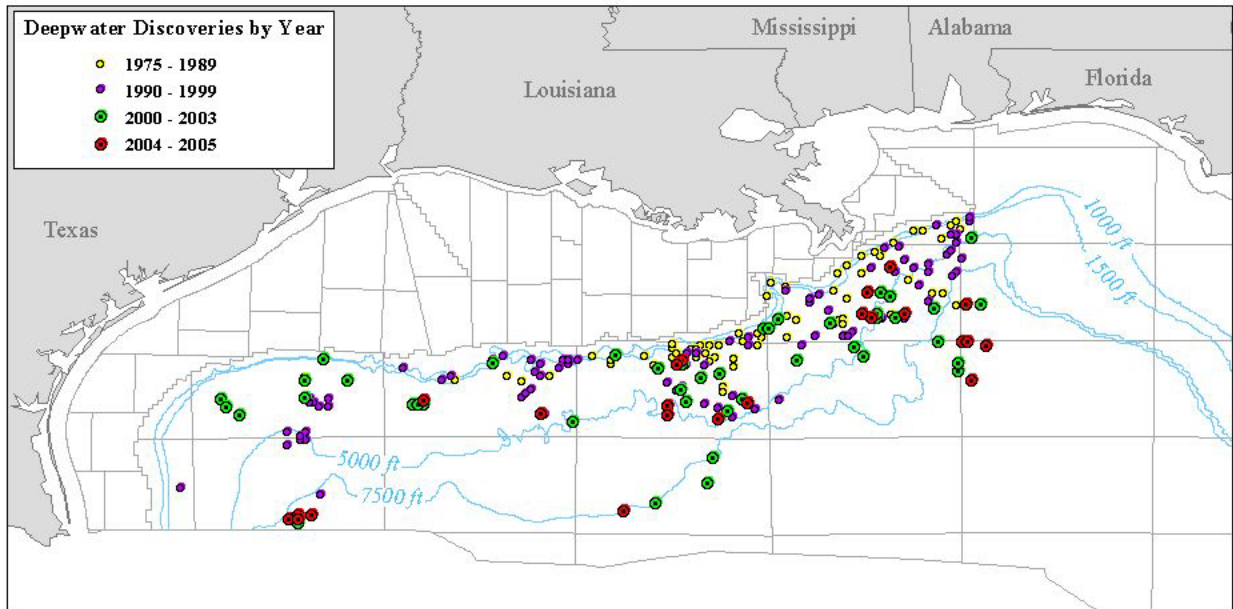 Deepwater Discoveries by Year
1975 - 1989
1990 - 1999
2000 - 2003
2004 - 2005
Mississippi
Alabama
Louisiana
Florida
Texas
1000 ft
1500 ft
5000 ft
7500 ft